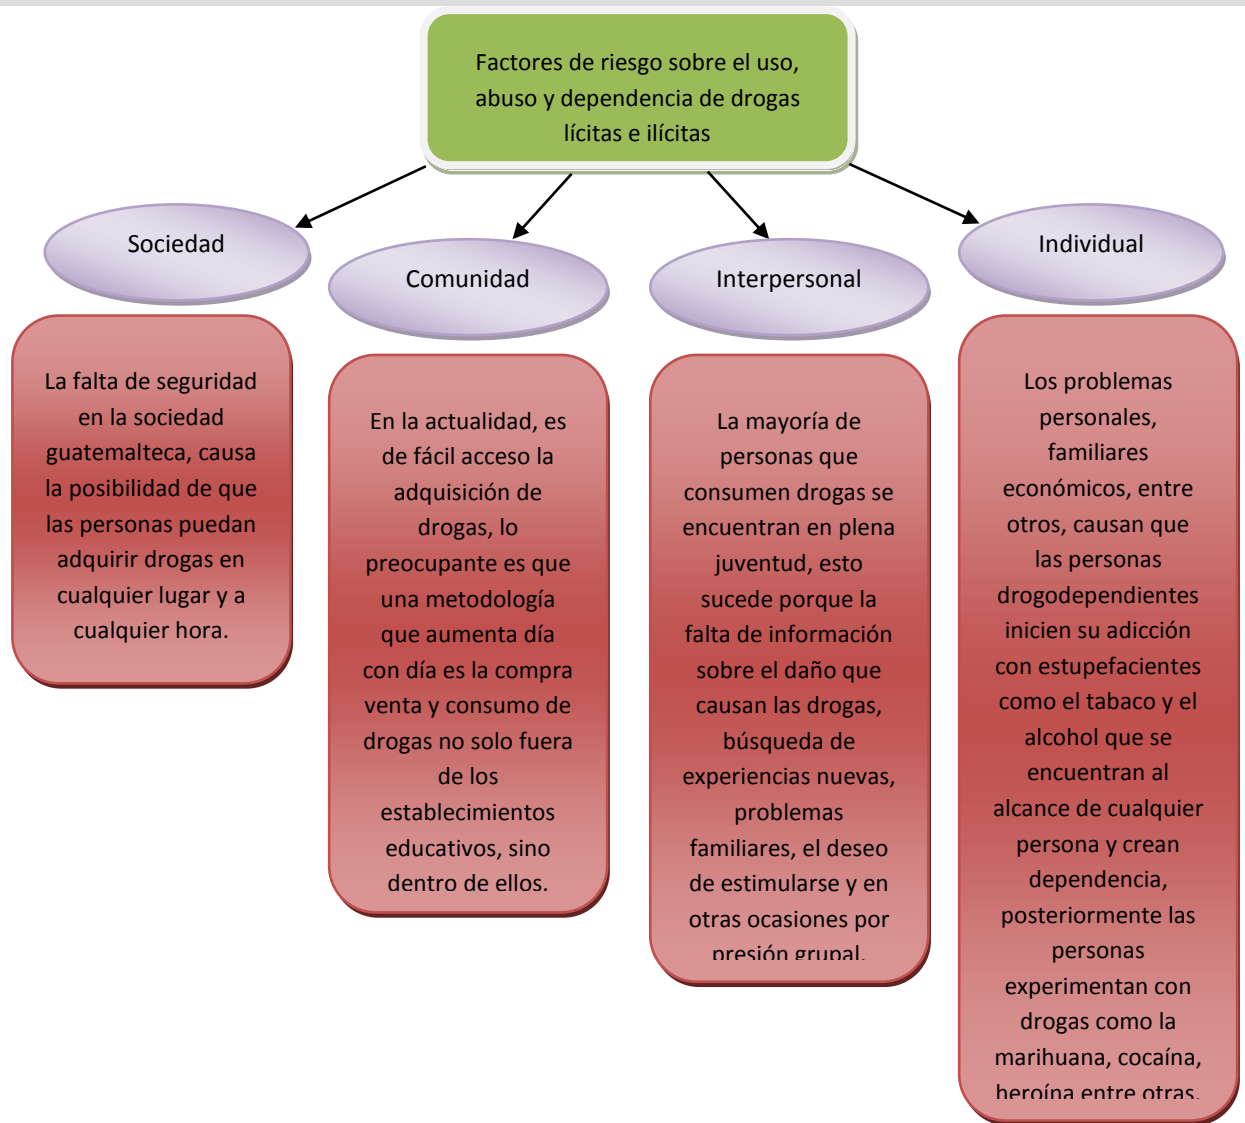 Factores de riesgo sobre el uso,
abuso y dependencia de drogas
lícitas e ilícitas
Sociedad
La falta de seguridad
en la sociedad
guatemalteca, causa
la posibilidad de que
las personas puedan
adquirir drogas en
cualquier lugar y a
cualquier hora.
Comunidad
En la actualidad, es
de fácil acceso la
adquisición de
drogas, lo
preocupante es que
una metodología
que aumenta día
con día es la compra
venta y consumo de
drogas no solo fuera
de los
establecimientos
educativos, sino
dentro de ellos.
Interpersonal
La mayoría de
personas que
consumen drogas se
encuentran en plena
juventud, esto
sucede porque la
falta de información
sobre el daño que
causan las drogas,
búsqueda de
experiencias nuevas,
problemas
familiares, el deseo
de estimularse y en
otras ocasiones por
presión grupal.
Individual
Los problemas
personales,
familiares
económicos, entre
otros, causan que
las personas
drogodependientes
inicien su adicción
con estupefacientes
como el tabaco y el
alcohol que se
encuentran al
alcance de cualquier
persona y crean
dependencia,
posteriormente las
personas
experimentan con
drogas como la
marihuana, cocaína,
heroína entre otras.